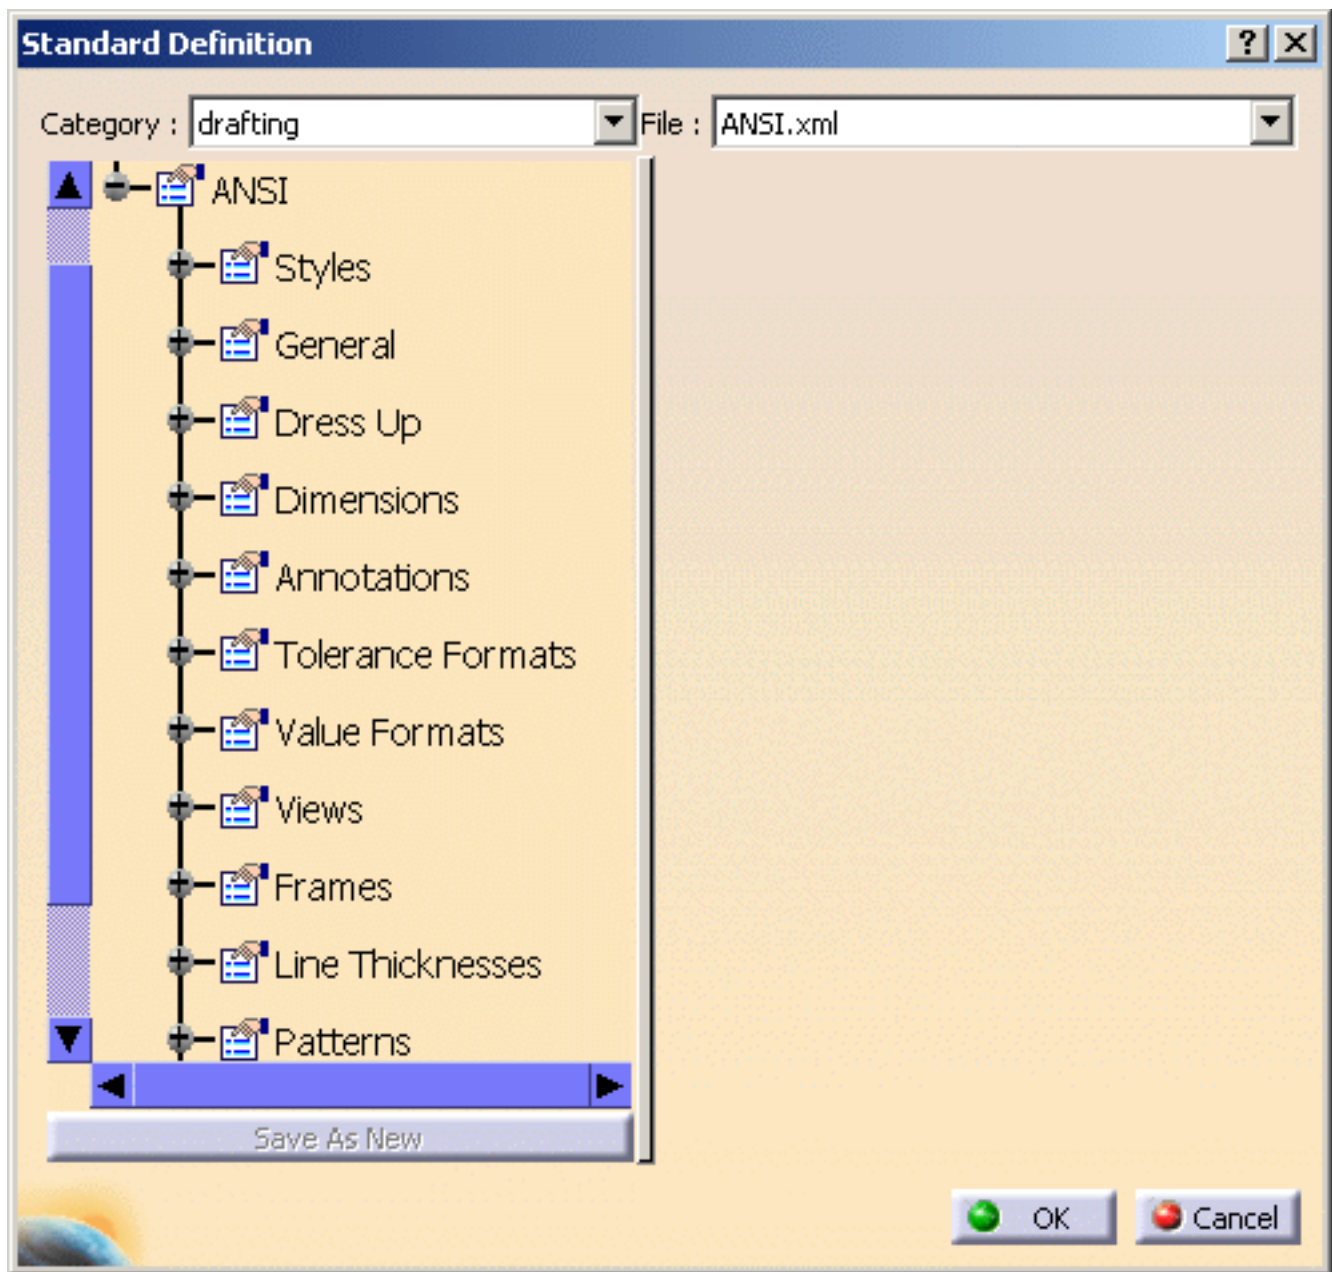 Standard Definition
Category : drafting File : ANSI.xml
ANSI
Styles
General
Dress Up
Dimensions
Annotations
Tolerance Formats
Value Formats
Views
Frames
Line Thicknesses
Patterns
Save As New
OK Cancel